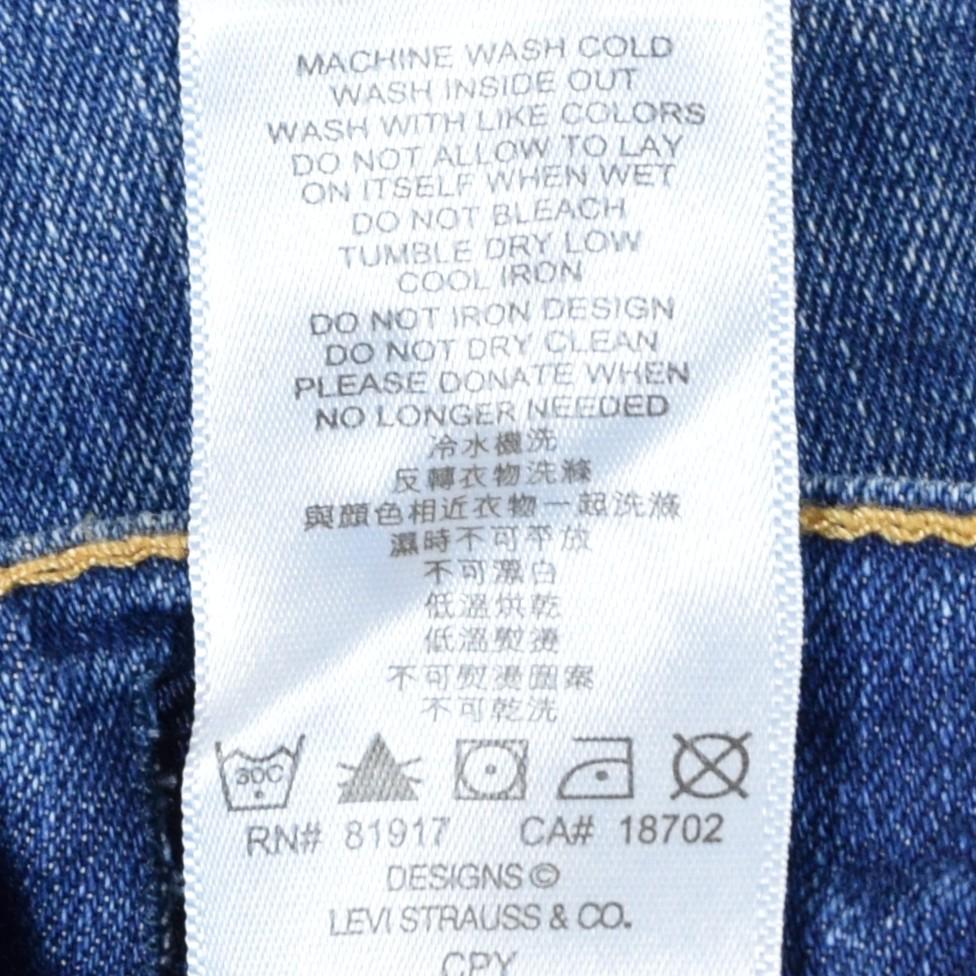 MACHINE WASH COLD
WASH INSIDE OUT
WASH WITH LIKE COLORS
DO NOT ALLOW TO LAY
ON ITSELF WHEN WET
DO NOT BLEACH
TUMBLE DRY LOW
COOL IRON
DO NOT IRON DESIGN
DO NOT DRY CLEAN
PLEASE DONATE WHEN
NO LONGER NEEDED
冷水機洗
反轉衣物洗滌
與顏色相近衣物一起洗滌
濕時不可平放
不可漂白
低溫烘乾
低溫熨燙
不可熨燙圖案
不可乾洗
30C
RN# 81917 CA# 18702
DESIGNS ©
LEVI STRAUSS & CO.
CPY